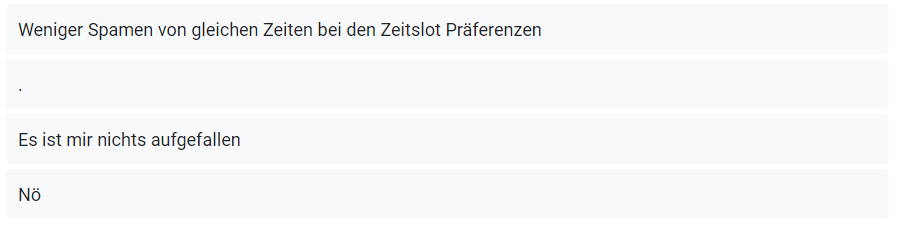 Weniger Spamen von gleichen Zeiten bei den Zeitslot Präferenzen
.
Es ist mir nichts aufgefallen
Nö